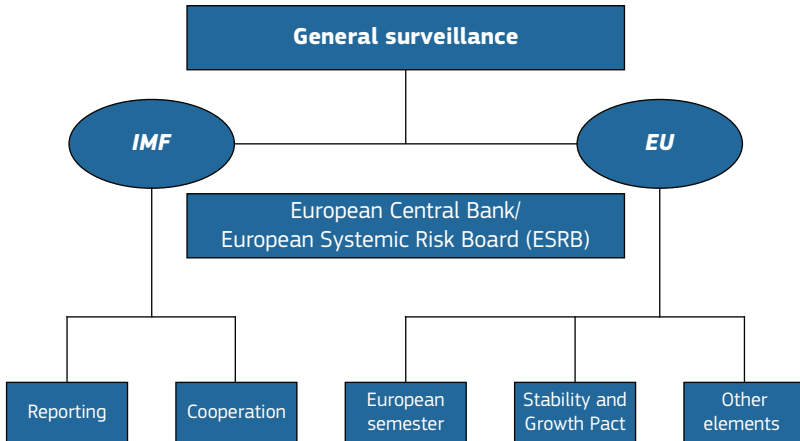 General surveillance
IMF
EU
European Central Bank/
European Systemic Risk Board (ESRB)
Reporting
Cooperation
European
semester
Stability and
Growth Pact
Other
elements